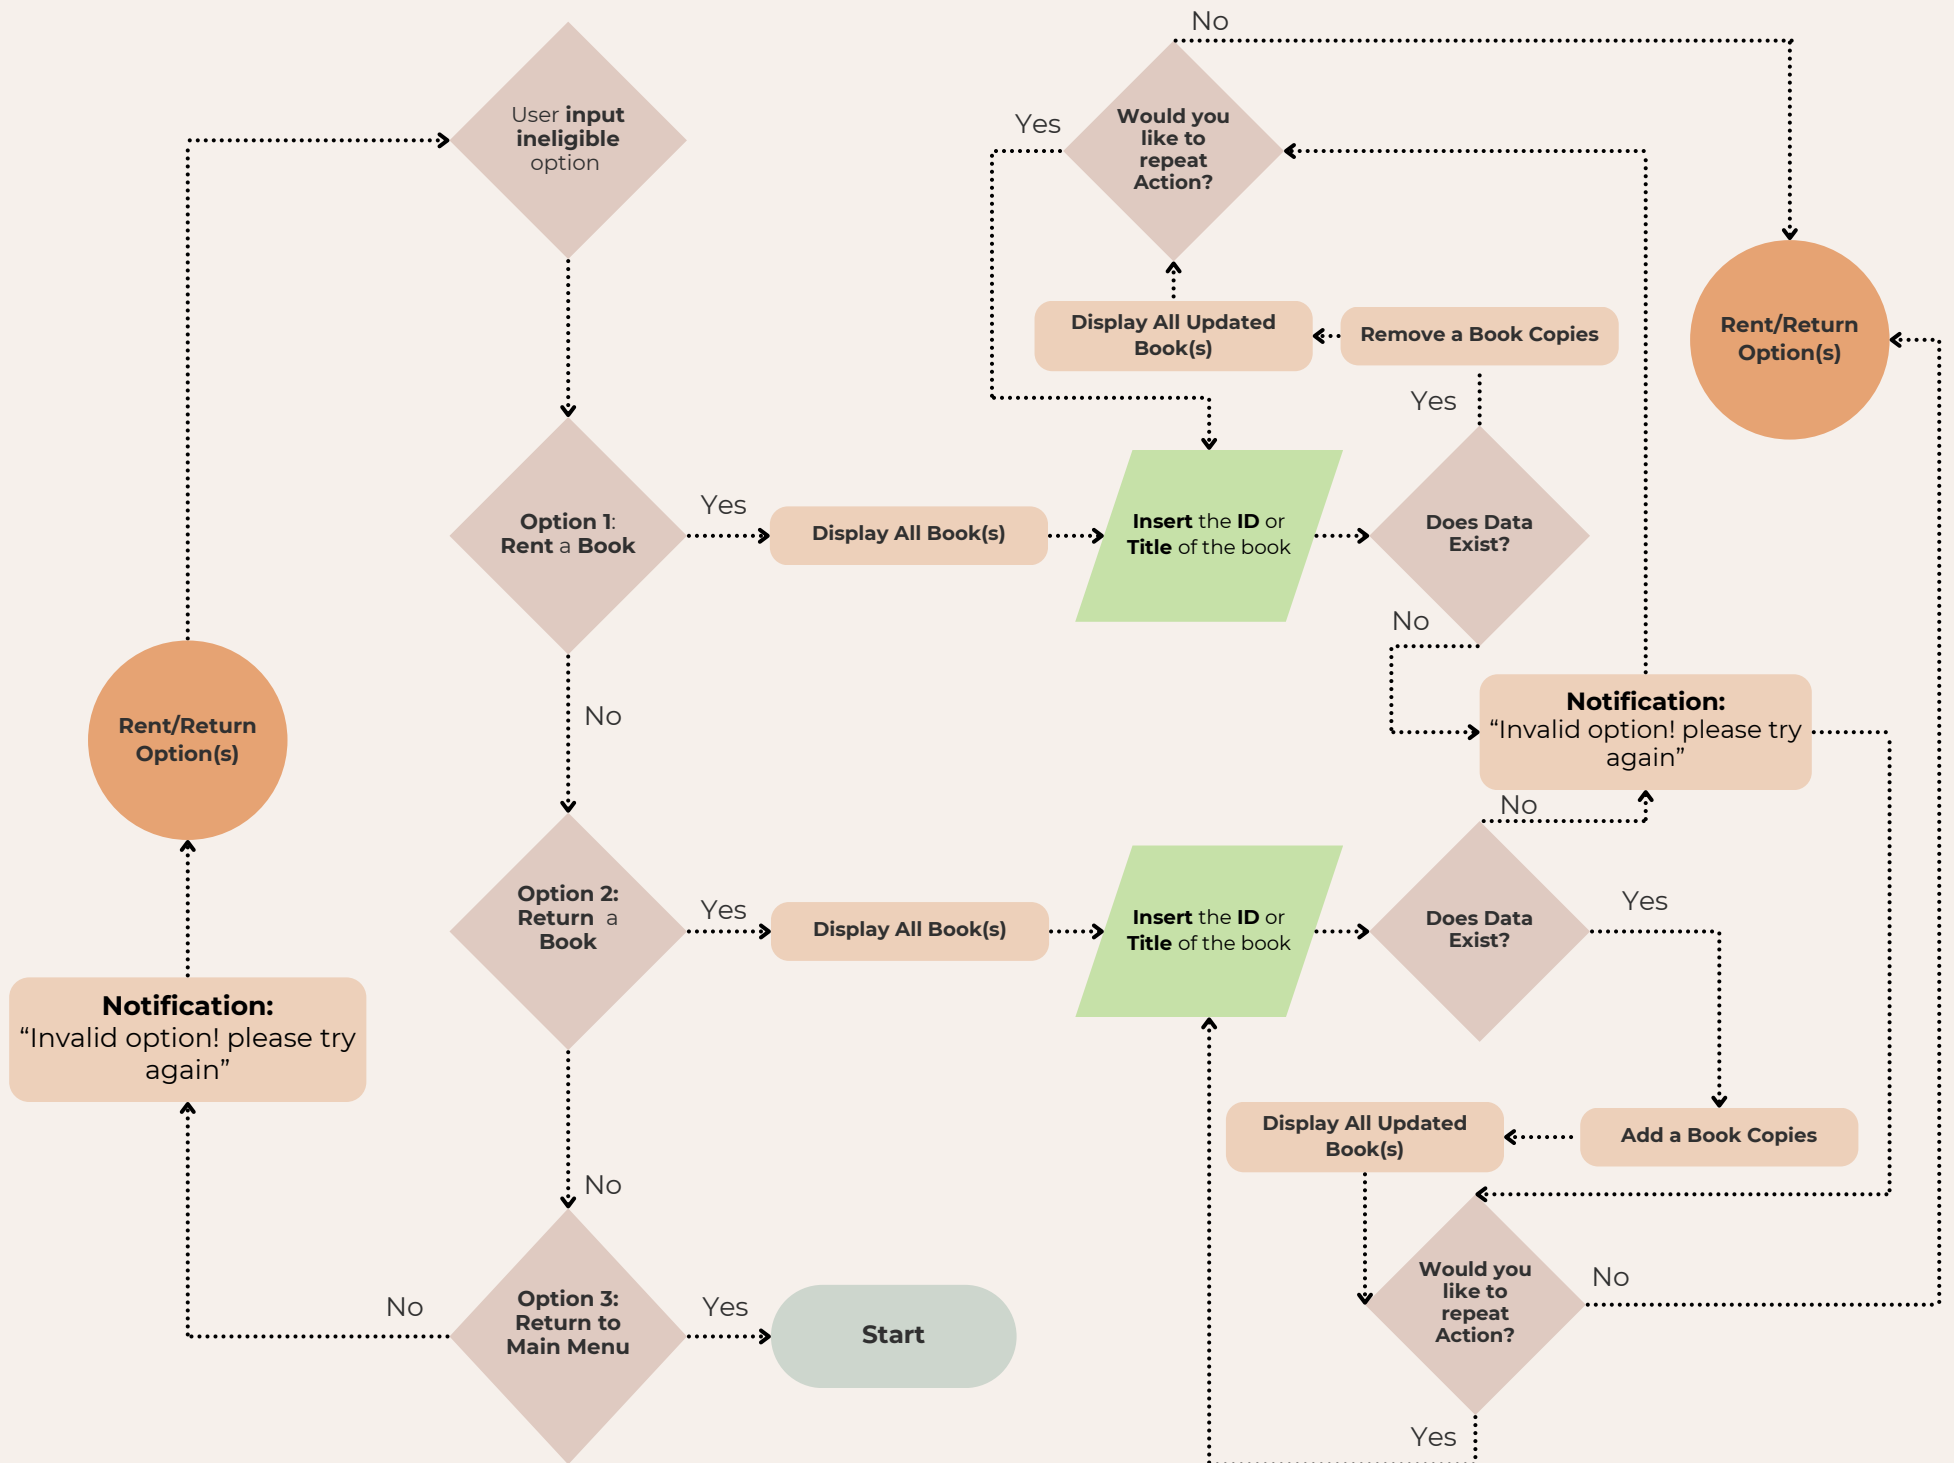 No
User input
ineligible
option
Yes
Would you
like to
repeat
Action?
Display All Updated
Book(s)
Remove a Book Copies
Rent/Return
Option(s)
Yes
Option 1:
Rent a Book
Yes
Display All Book(s)
Insert the ID or
Title of the book
Does Data
Exist?
No
No
Rent/Return
Option(s)
Notification:
“Invalid option! please try
again”
No
Option 2:
Return  a
Book
Yes
Display All Book(s)
Insert the ID or
Title of the book
Does Data
Exist?
Yes
Notification:
“Invalid option! please try
again”
Display All Updated
Book(s)
Add a Book Copies
No
No
Option 3:
Return to
Main Menu
Yes
Start
Would you
like to
repeat
Action?
No
Yes